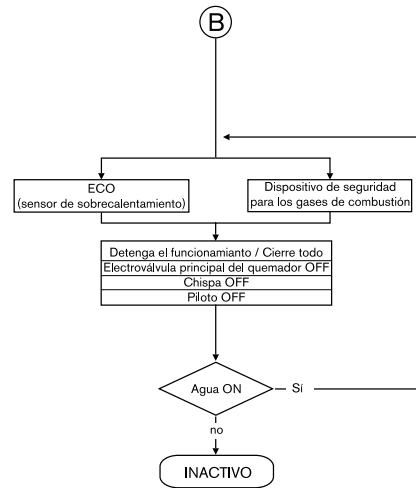 B
ECO
(sensor de sobrecalentamiento)
Dispositivo de seguridad
para los gases de combustión
Detenga el funcionamianto / Cierre todo
Electroválvula principal del quemador OFF
Chispa OFF
Piloto OFF
Agua ON
Sí
no
INACTIVO